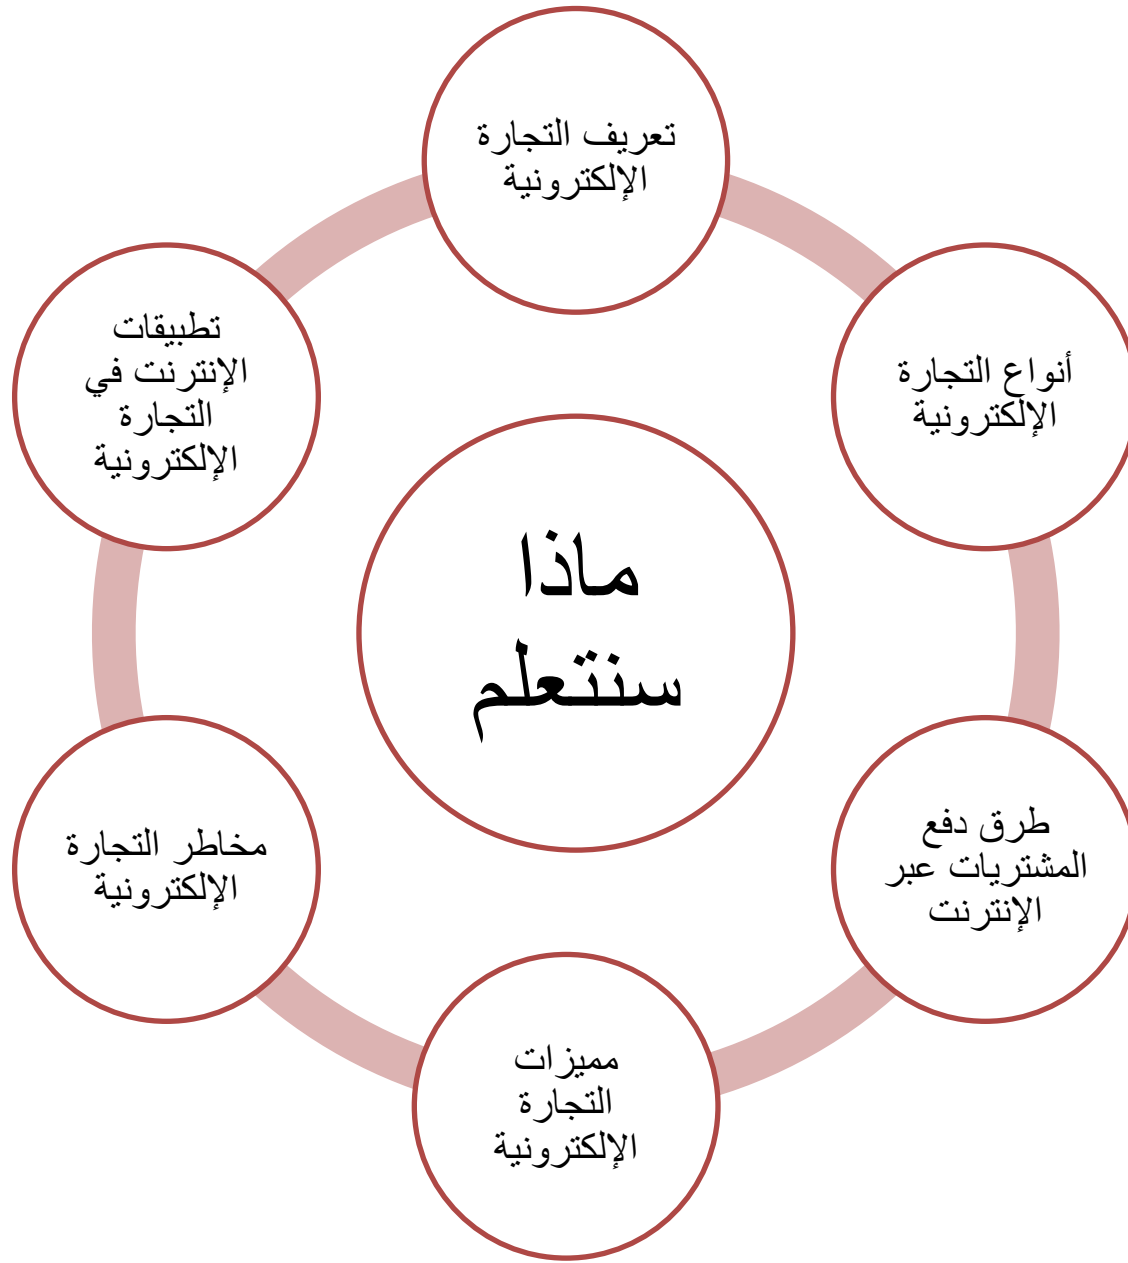 ماذا
سنتعلم
تعريف التجارة
الإلكترونية
أنواع التجارة
الإلكترونية
طرق دفع
المشتريات عبر
الإنترنت
مميزات
التجارة
الإلكترونية
مخاطر التجارة
الإلكترونية
تطبيقات
الإنترنت في
التجارة
الإلكترونية